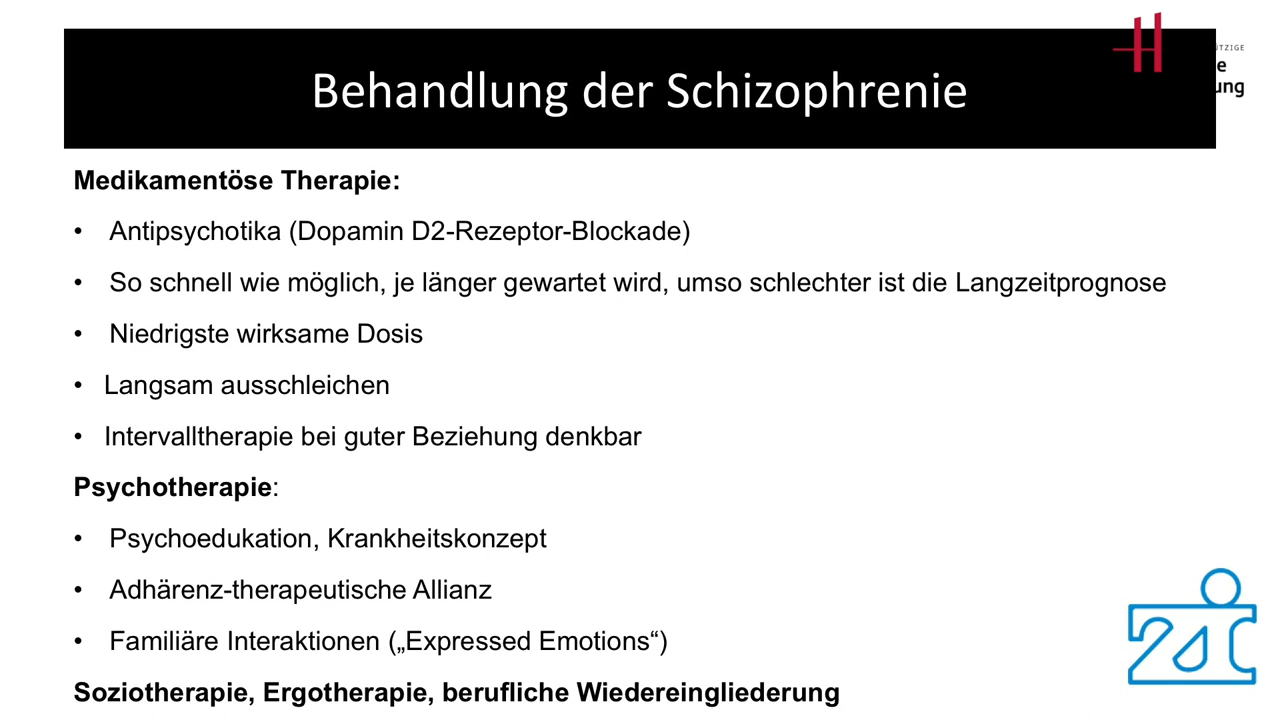 Behandlung der Schizophrenie
Medikamentöse Therapie:
• Antipsychotika (Dopamin D2-Rezeptor-Blockade)
• So schnell wie möglich, je länger gewartet wird, umso schlechter ist die Langzeitprognose
• Niedrigste wirksame Dosis
• Langsam ausschleichen
• Intervalltherapie bei guter Beziehung denkbar
Psychotherapie:
• Psychoedukation, Krankheitskonzept
• Adhärenz-therapeutische Allianz
• Familiäre Interaktionen („Expressed Emotions“)
Soziotherapie, Ergotherapie, berufliche Wiedereingliederung